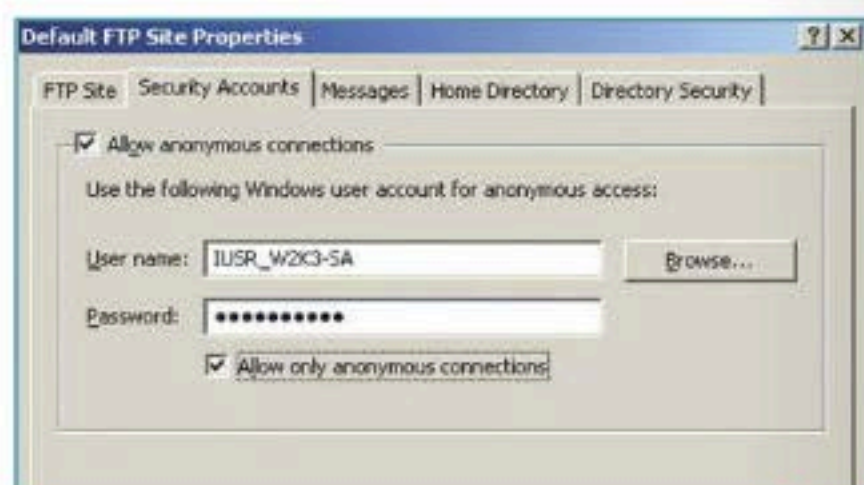 Default FTP Site Properties
FTP Site Security Accounts Messages Home Directory Directory Security
Allow anonymous connections
Use the following Windows user account for anonymous access:
User name: IUSR_W2K3-SA Browse...
Password: ●●●●●●●●●●
Allow only anonymous connections